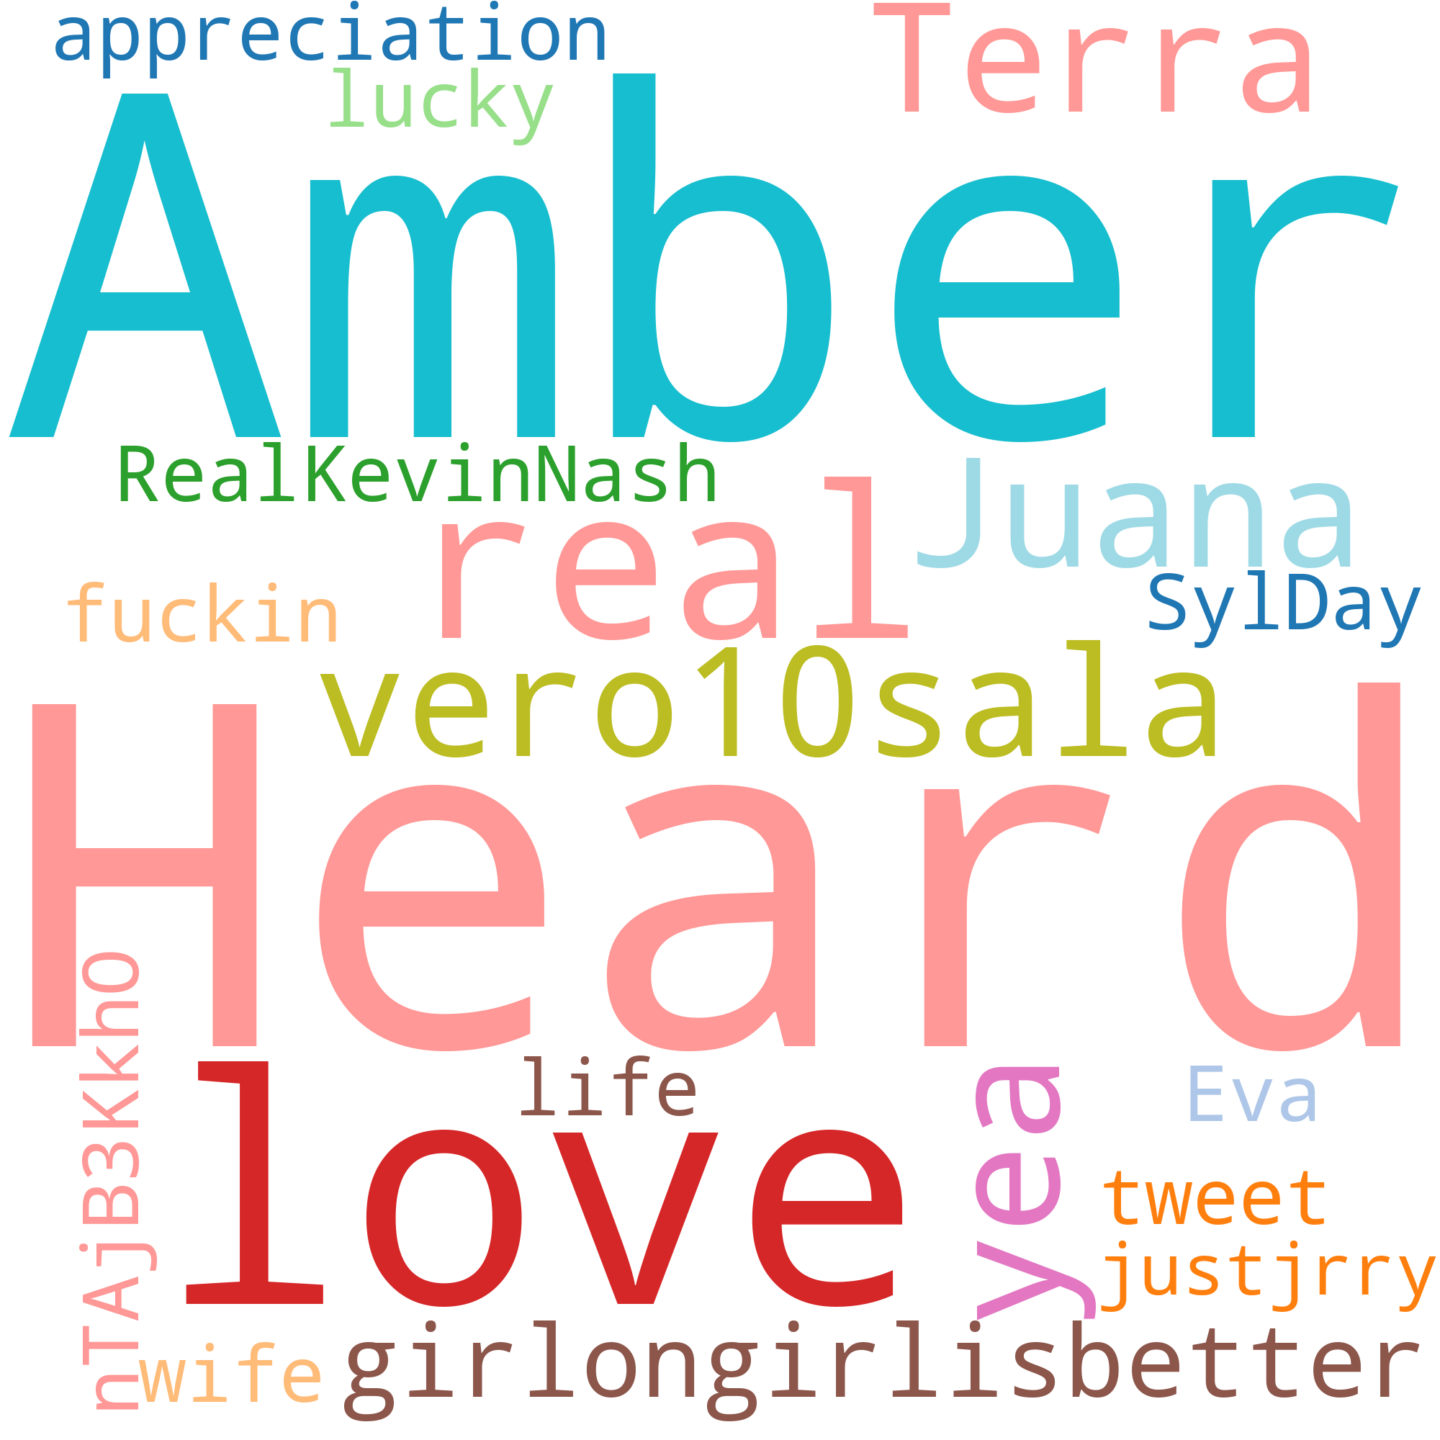 appreciation
Terra
lucky
Amber
RealKevinNash
real
Juana
fuckin
SylDay
vero10sala
Heard
nTAjB3Kkh0
love
life
yea
Eva
tweet
justjrry
wife
girlongirlisbetter